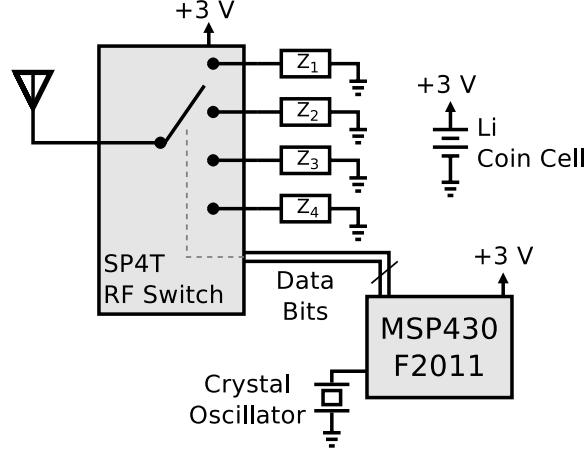 +3 V
Z1
Z2
Z3
Z4
SP4T
RF Switch
+3 V
Li
Coin Cell
Data
Bits
+3 V
MSP430
F2011
Crystal
Oscillator